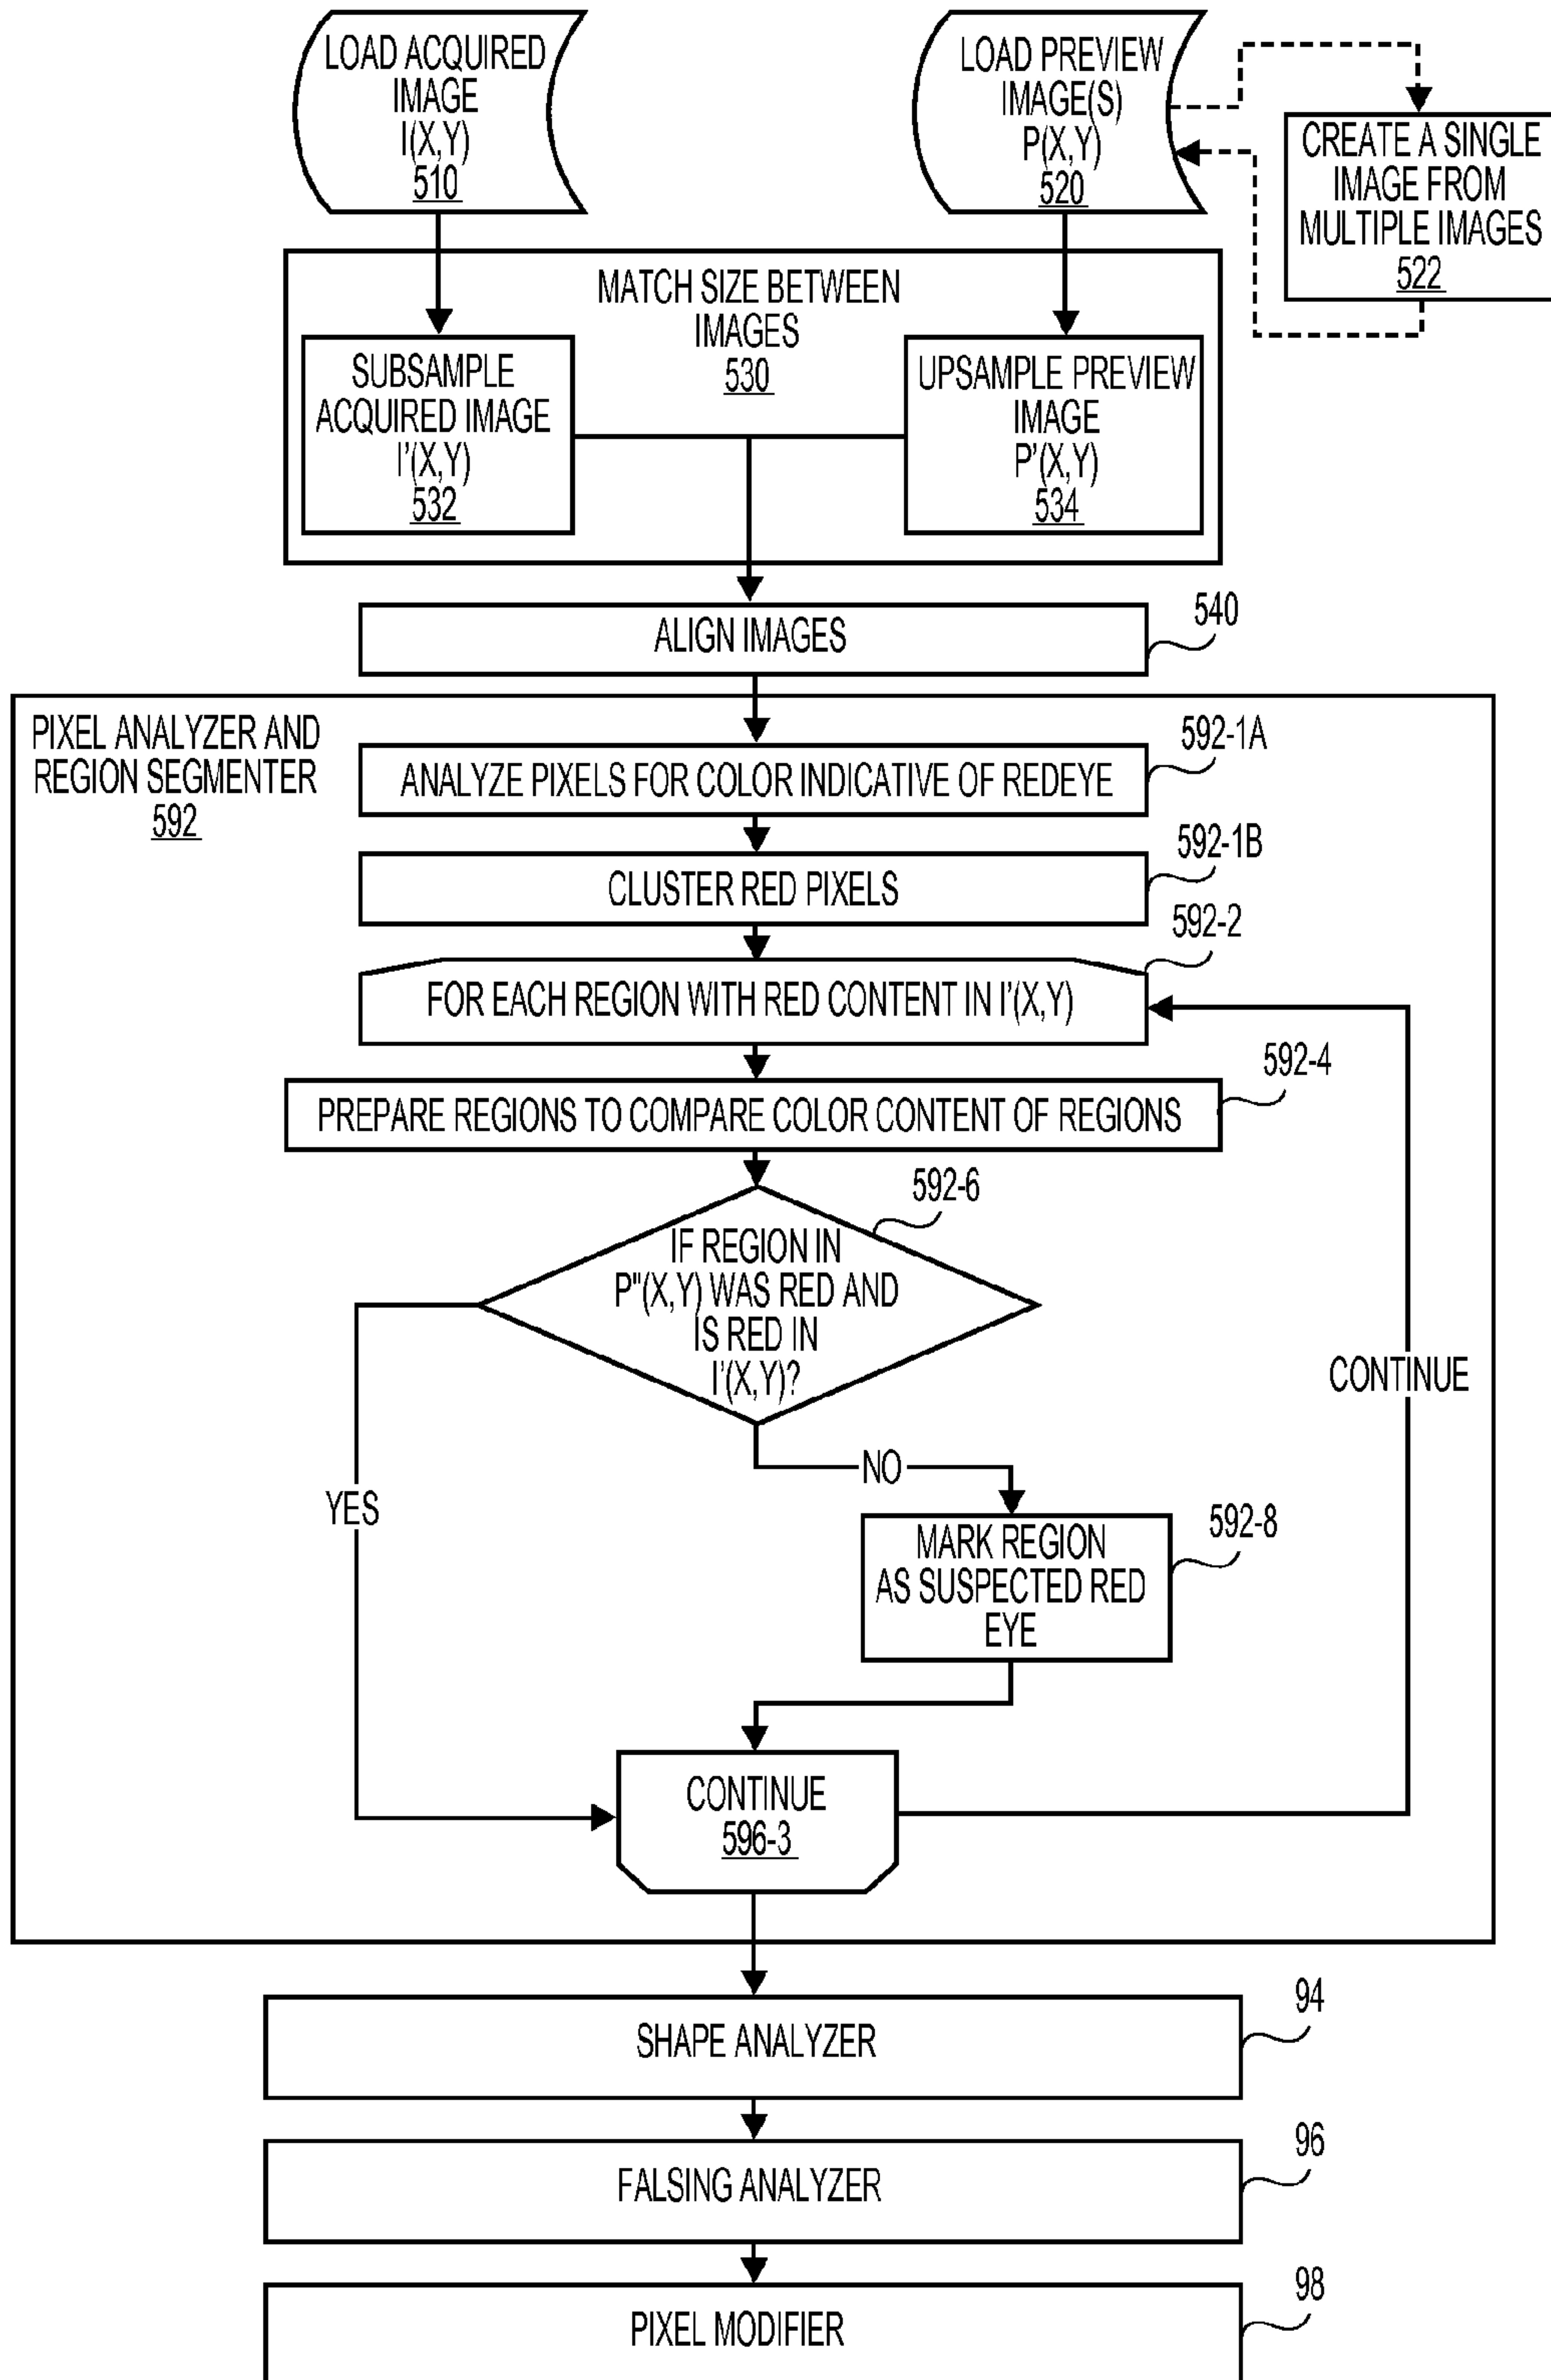 LOAD ACQUIRED
IMAGE
I(X,Y)
510
LOAD PREVIEW
IMAGE(S)
P(X,Y)
520
CREATE A SINGLE
IMAGE FROM
MULTIPLE IMAGES
522
MATCH SIZE BETWEEN
IMAGES
530
SUBSAMPLE
ACQUIRED IMAGE
I'(X,Y)
532
UPSAMPLE PREVIEW
IMAGE
P'(X,Y)
534
ALIGN IMAGES
540
PIXEL ANALYZER AND
REGION SEGMENTER
592
ANALYZE PIXELS FOR COLOR INDICATIVE OF REDEYE
592-1A
CLUSTER RED PIXELS
592-1B
FOR EACH REGION WITH RED CONTENT IN I'(X,Y)
592-2
PREPARE REGIONS TO COMPARE COLOR CONTENT OF REGIONS
592-4
IF REGION IN
P"(X,Y) WAS RED AND
IS RED IN
I'(X,Y)?
592-6
CONTINUE
NO
YES
MARK REGION
AS SUSPECTED RED
EYE
592-8
CONTINUE
596-3
SHAPE ANALYZER
94
FALSING ANALYZER
96
PIXEL MODIFIER
98